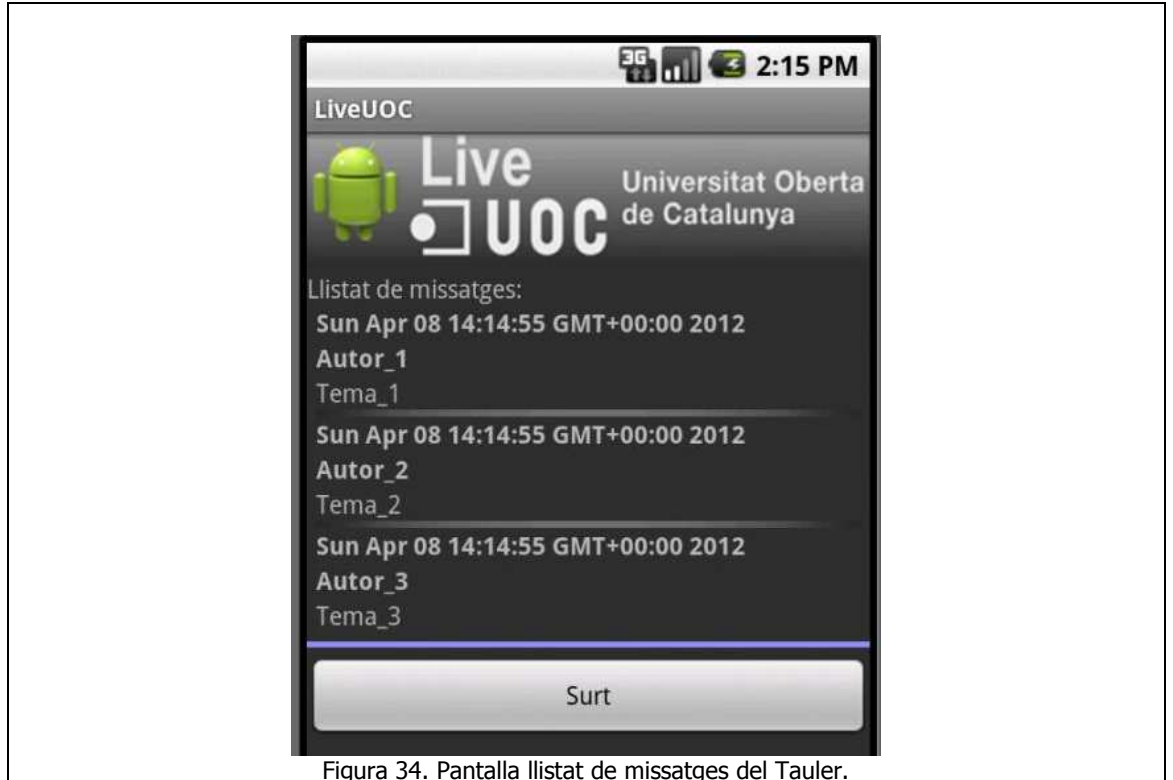 3G 2:15 PM
LiveUOC
Live
UOC
Universitat Oberta
de Catalunya
Llistat de missatges:
Sun Apr 08 14:14:55 GMT+00:00 2012
Autor_1
Tema_1
Sun Apr 08 14:14:55 GMT+00:00 2012
Autor_2
Tema_2
Sun Apr 08 14:14:55 GMT+00:00 2012
Autor_3
Tema_3
Surt
Figura 34. Pantalla llistat de missatges del Tauler.